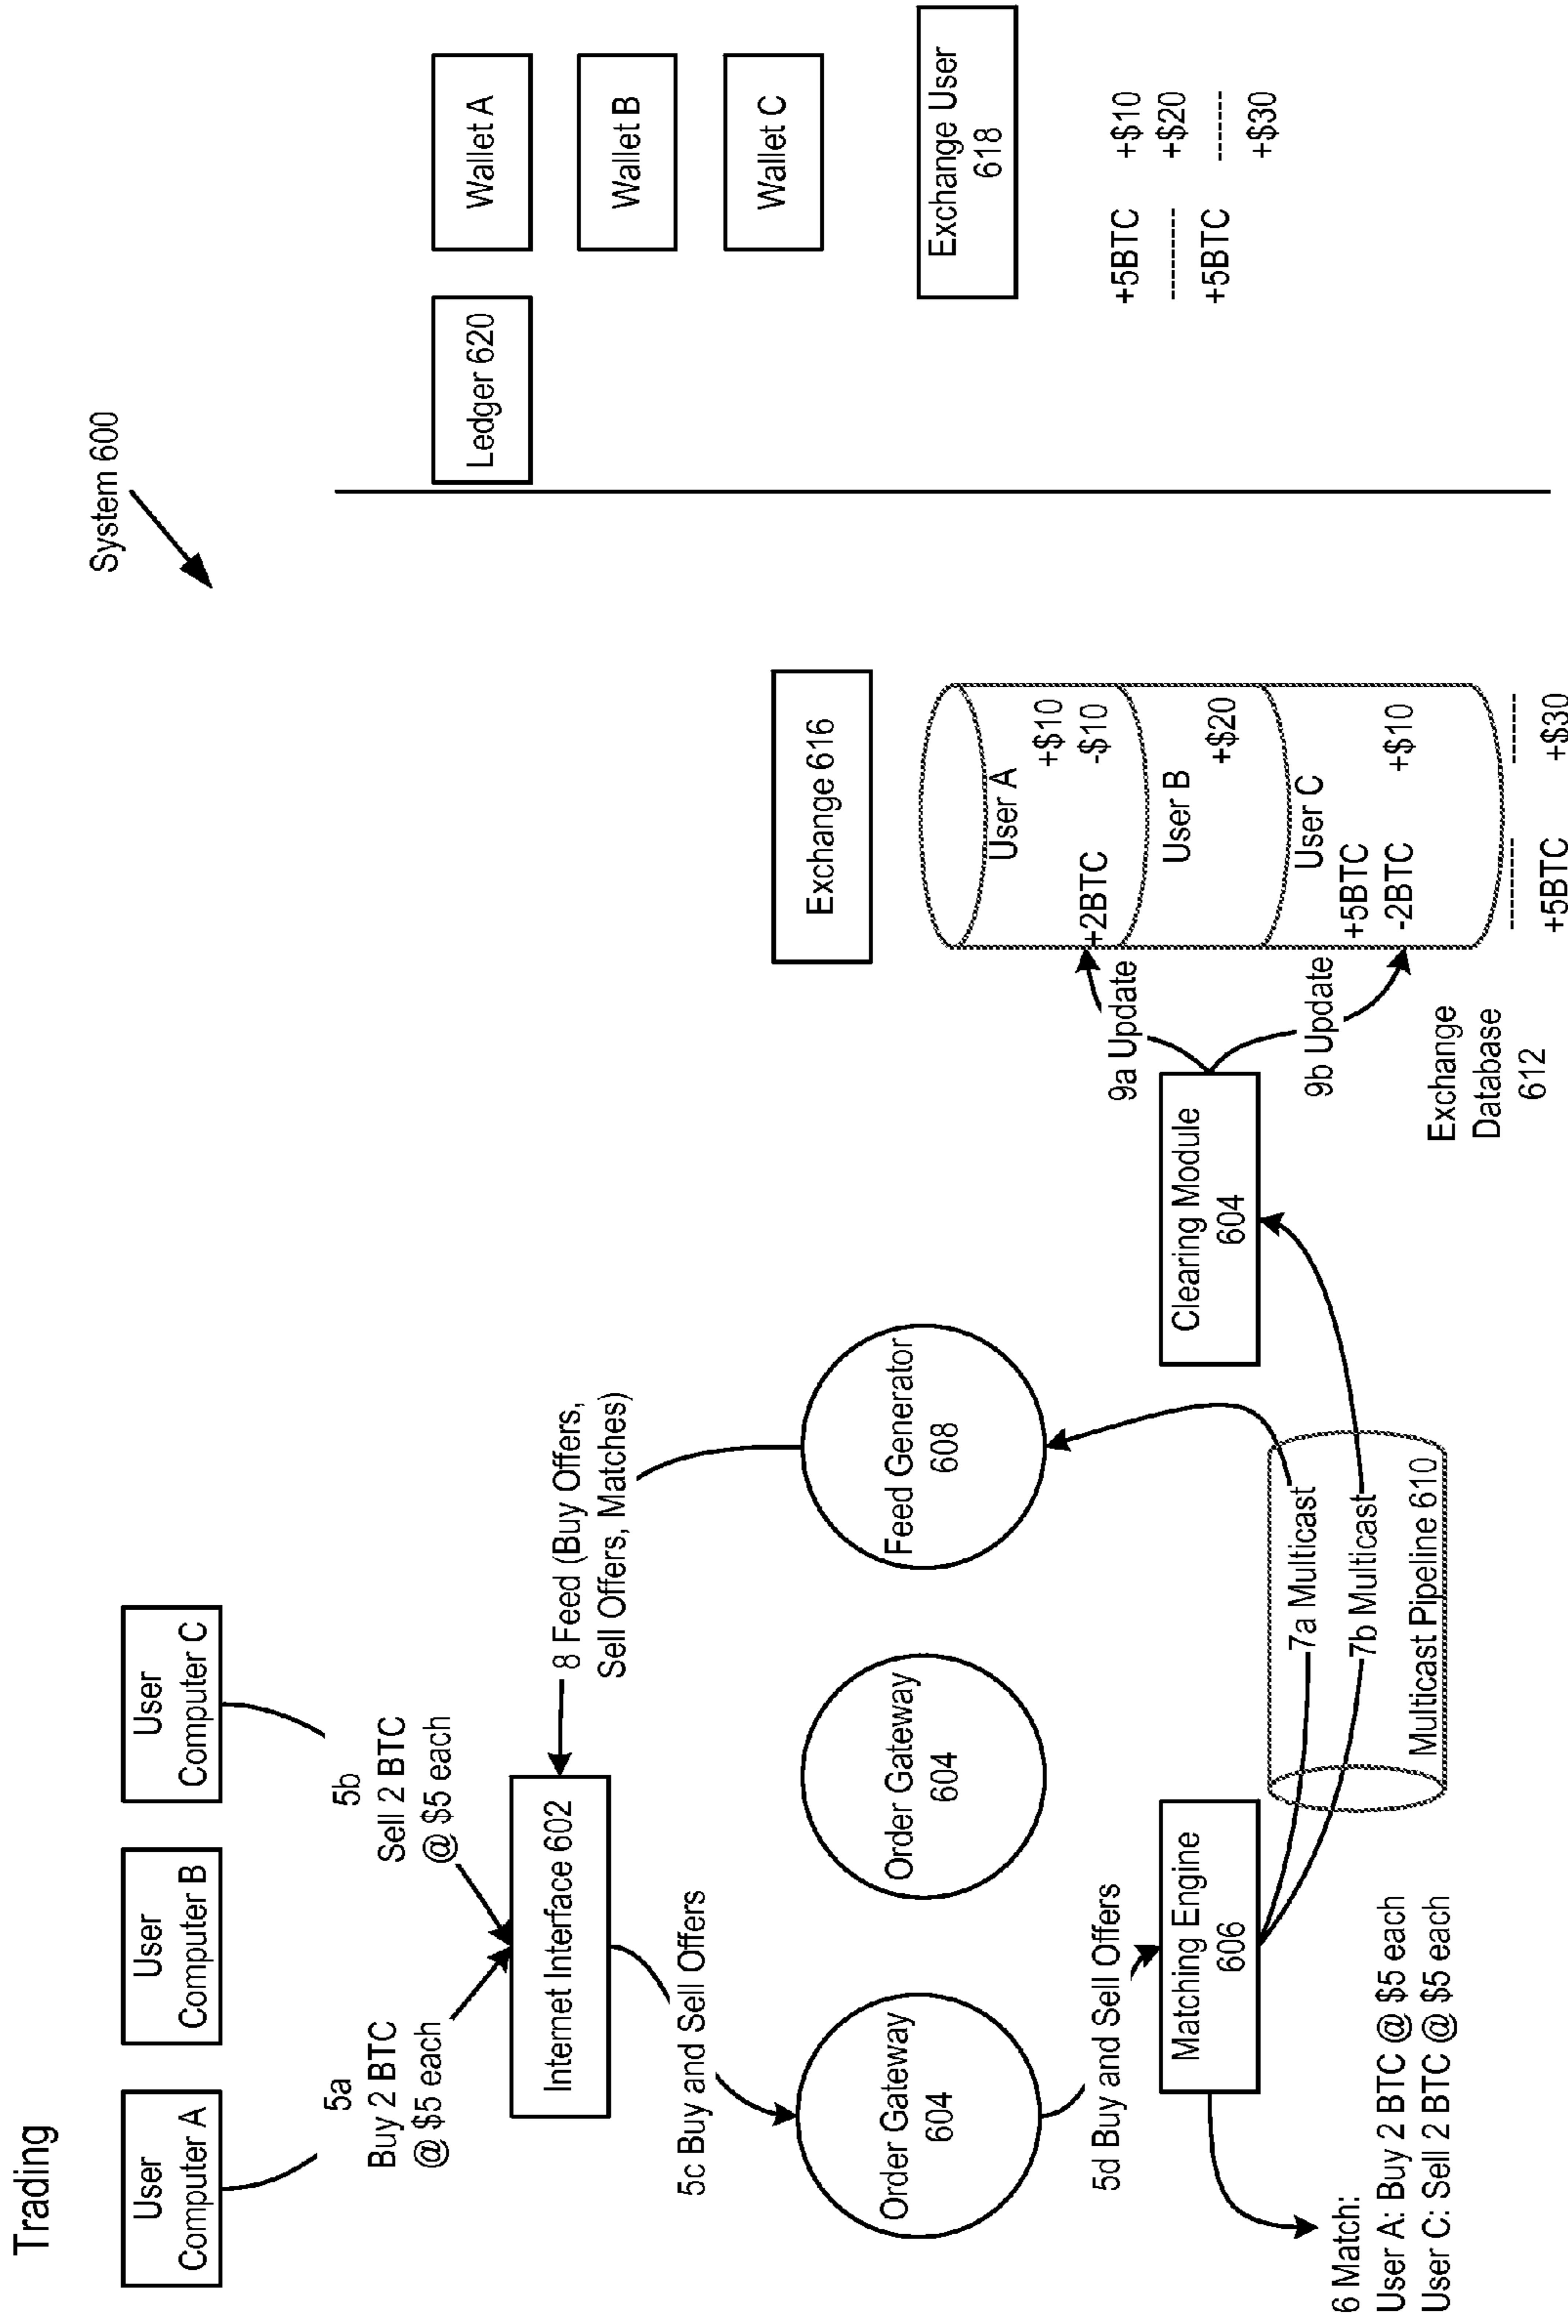 Trading
System 600
User
Computer A
User
Computer B
User
Computer C
5a
Buy 2 BTC
@ $5 each
5b
Sell 2 BTC
@ $5 each
Internet Interface 602
8 Feed (Buy Offers,
Sell Offers, Matches)
5c Buy and Sell Offers
Order Gateway
604
Order Gateway
604
Feed Generator
608
5d Buy and Sell Offers
Matching Engine
606
6 Match:
User A: Buy 2 BTC @ $5 each
User C: Sell 2 BTC @ $5 each
7a Multicast
7b Multicast
Multicast Pipeline 610
Clearing Module
604
9a Update
9b Update
Exchange
Database
612
Exchange 616
User A
+$10
+2BTC -$10
User B
+$20
User C
+5BTC
-2BTC +$10
-------- --------
+5BTC +$30
Ledger 620
Wallet A
Wallet B
Wallet C
Exchange User
618
+5BTC +$10
-------- +$20
+5BTC --------
+$30